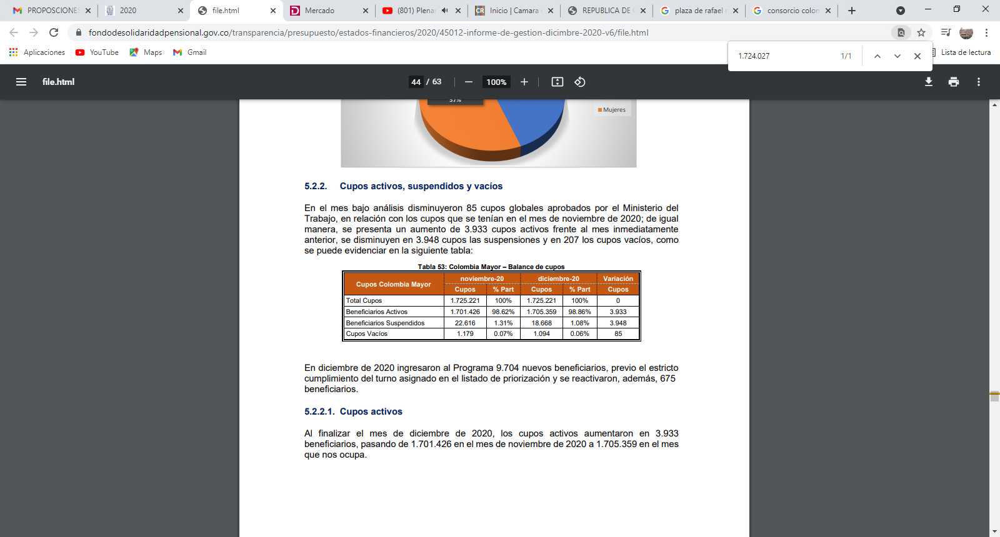 PROPOSCIONE
2020
file.html
Mercado
(801) Plena
Inicio | Camara
REPUBLICA DE
plaza de rafael
consorcio colon
fondodesolidaridadpensional.gov.co/transparencia/presupuesto/estados-financieros/2020/45012-informe-de-gestion-dicimbre-2020-v6/file.html
Aplicaciones
YouTube
Maps
Gmail
1.724.027
1/1
Lista de lectura
file.html
44 / 63
100%
37%
Mujeres
5.2.2. Cupos activos, suspendidos y vacíos
En el mes bajo análisis disminuyeron 85 cupos globales aprobados por el Ministerio del
Trabajo, en relación con los cupos que se tenían en el mes de noviembre de 2020; de igual
manera, se presenta un aumento de 3.933 cupos activos frente al mes inmediatamente
anterior, se disminuyen en 3.948 cupos las suspensiones y en 207 los cupos vacíos, como
se puede evidenciar en la siguiente tabla:
Tabla 53: Colombia Mayor – Balance de cupos
Cupos Colombia Mayor noviembre-20 diciembre-20 Variación
Cupos % Part Cupos % Part Cupos
Total Cupos 1.725.221 100% 1.725.221 100% 0
Beneficiarios Activos 1.701.426 98.62% 1.705.359 98.86% 3.933
Beneficiarios Suspendidos 22.616 1.31% 18.668 1.08% 3.948
Cupos Vacíos 1.179 0.07% 1.094 0.06% 85
En diciembre de 2020 ingresaron al Programa 9.704 nuevos beneficiarios, previo el estricto
cumplimiento del turno asignado en el listado de priorización y se reactivaron, además, 675
beneficiarios.
5.2.2.1. Cupos activos
Al finalizar el mes de diciembre de 2020, los cupos activos aumentaron en 3.933
beneficiarios, pasando de 1.701.426 en el mes de noviembre de 2020 a 1.705.359 en el mes
que nos ocupa.